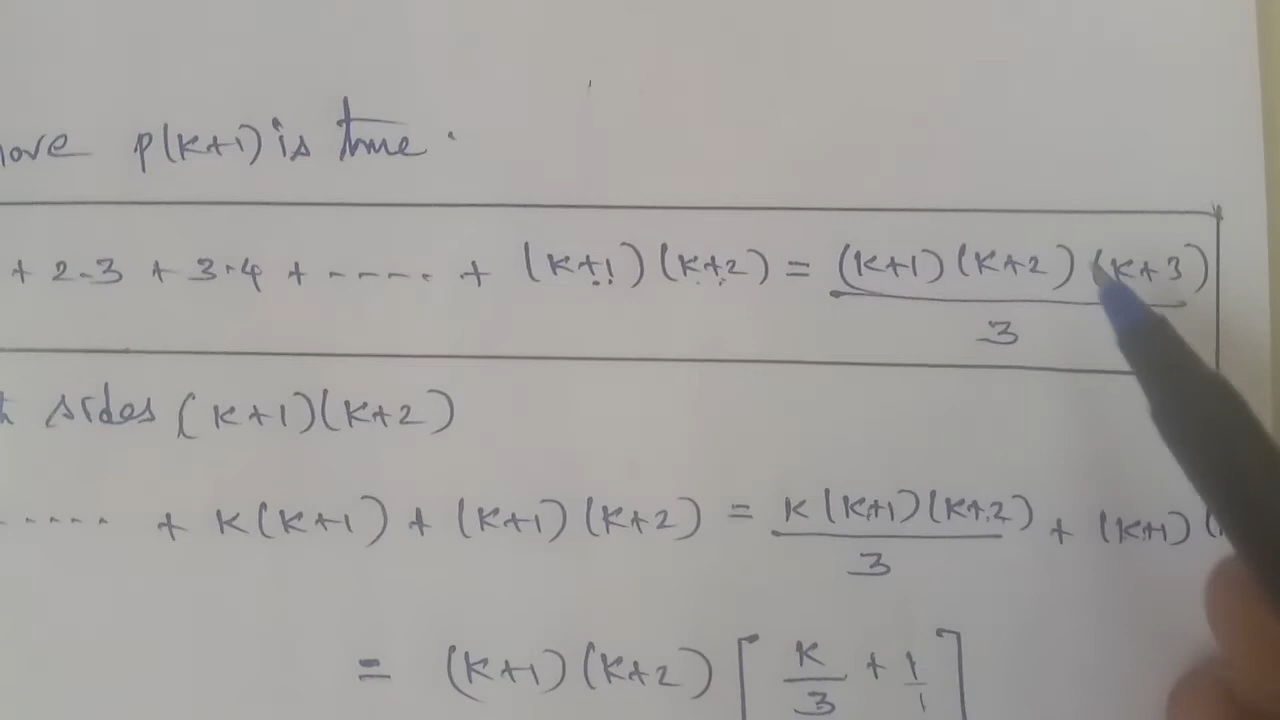 p(k+1) is true.
+ 2.3 + 3.4 + ------ + (k+1)(k+2) = (k+1)(k+2)(k+3)/3
sides (k+1)(k+2)
------ + k(k+1) + (k+1)(k+2) = k(k+1)(k+2)/3 + (k+1)(
= (k+1)(k+2)[k/3 + 1/1]